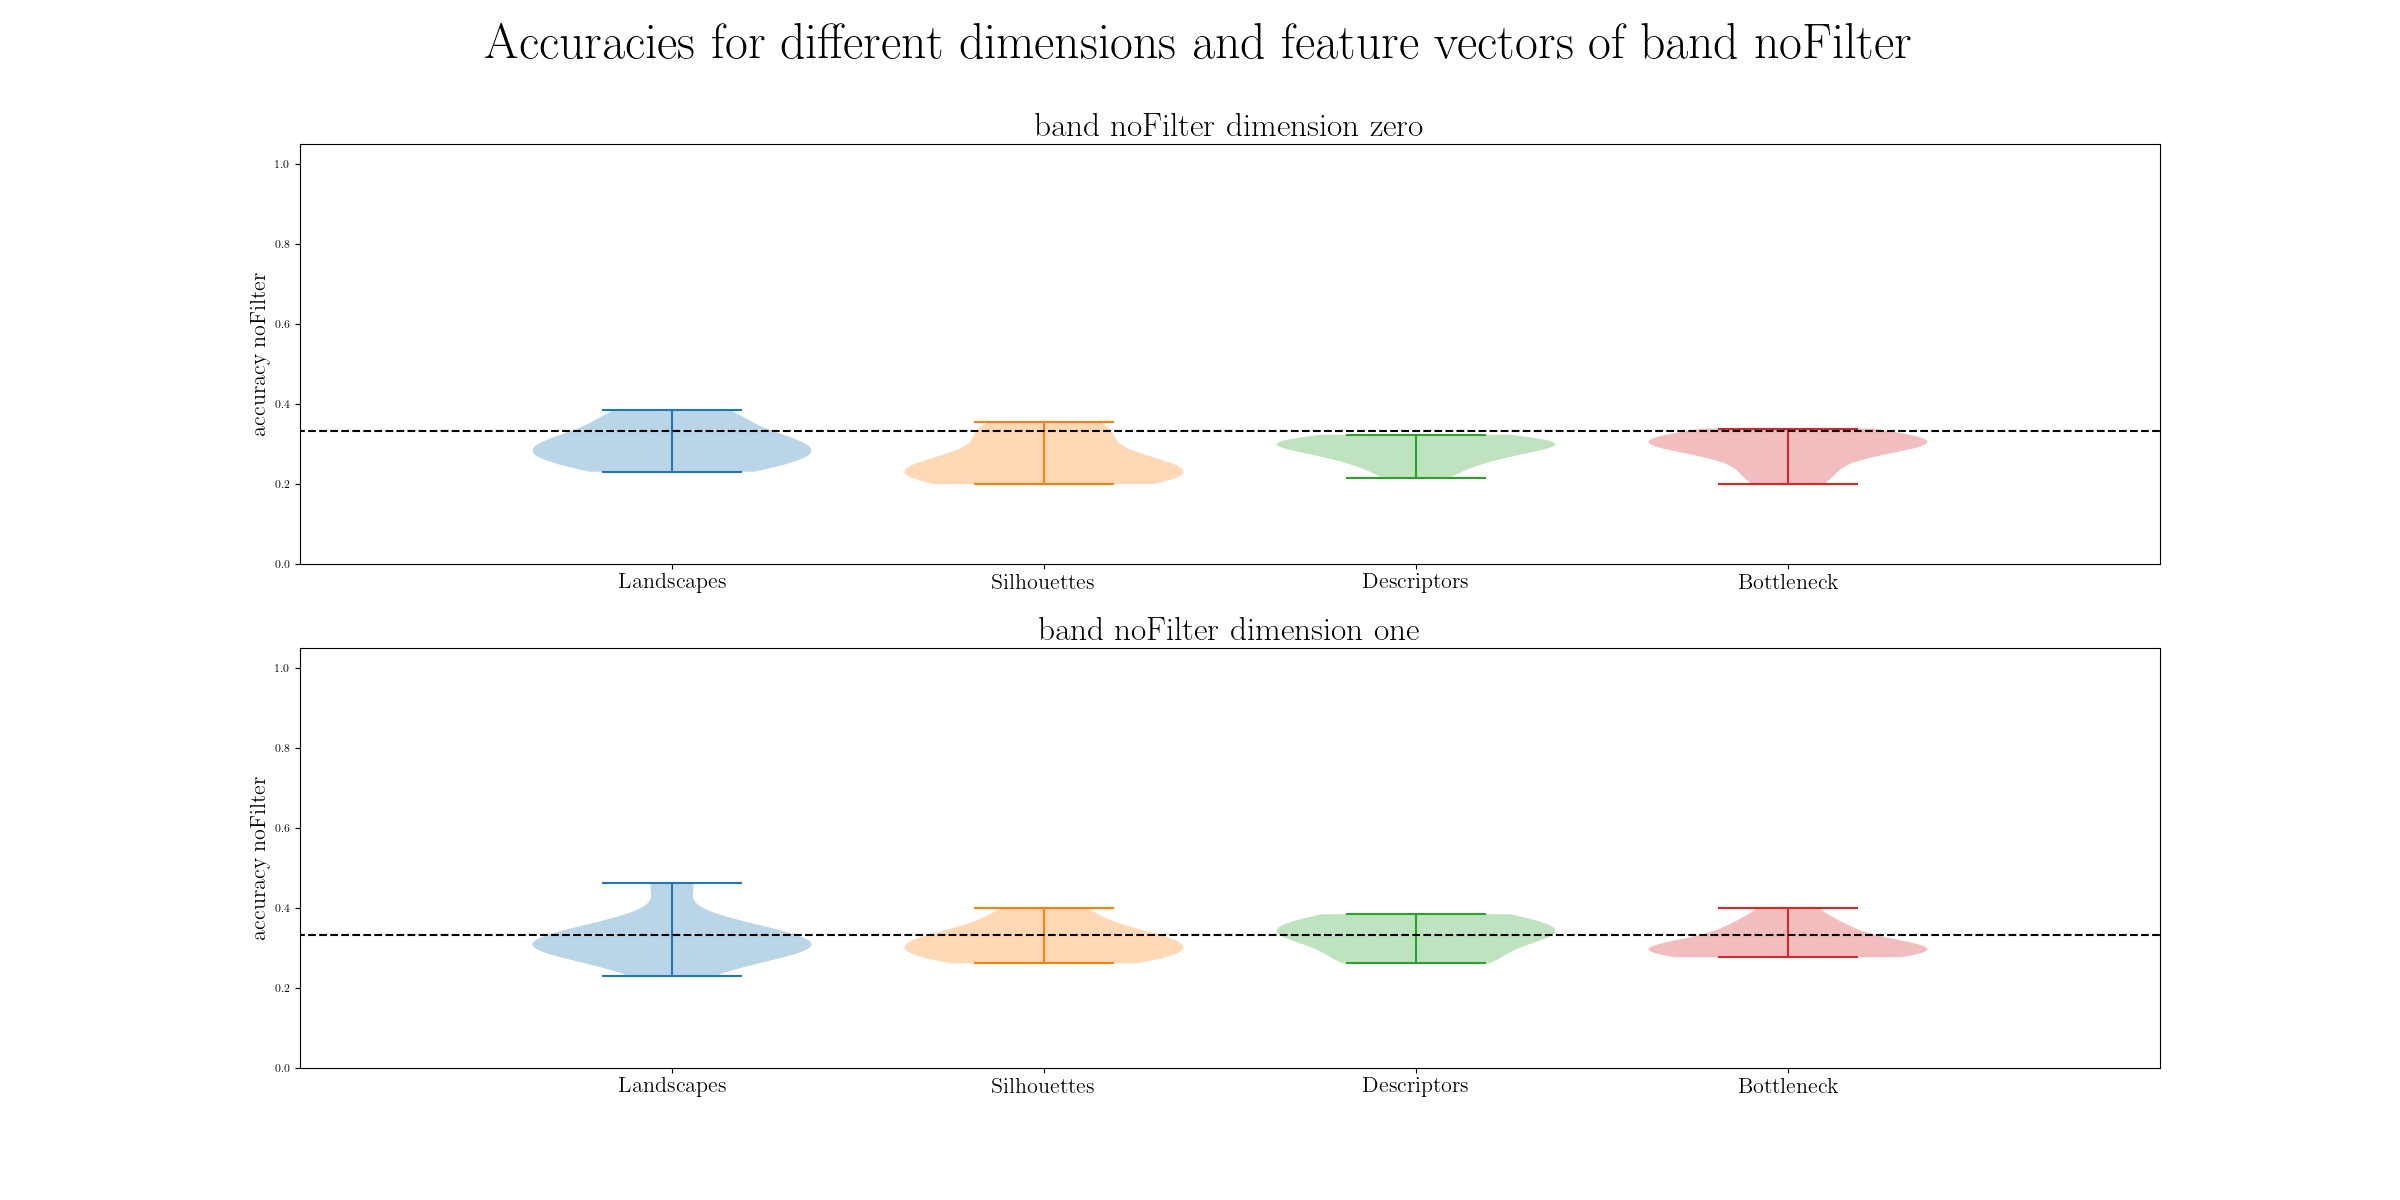 Accuracies for different dimensions and feature vectors of band noFilter
band noFilter dimension zero
accuracy noFilter
1.0
0.8
0.6
0.4
0.2
0.0
Landscapes
Silhouettes
Descriptors
Bottleneck
band noFilter dimension one
accuracy noFilter
1.0
0.8
0.6
0.4
0.2
0.0
Landscapes
Silhouettes
Descriptors
Bottleneck